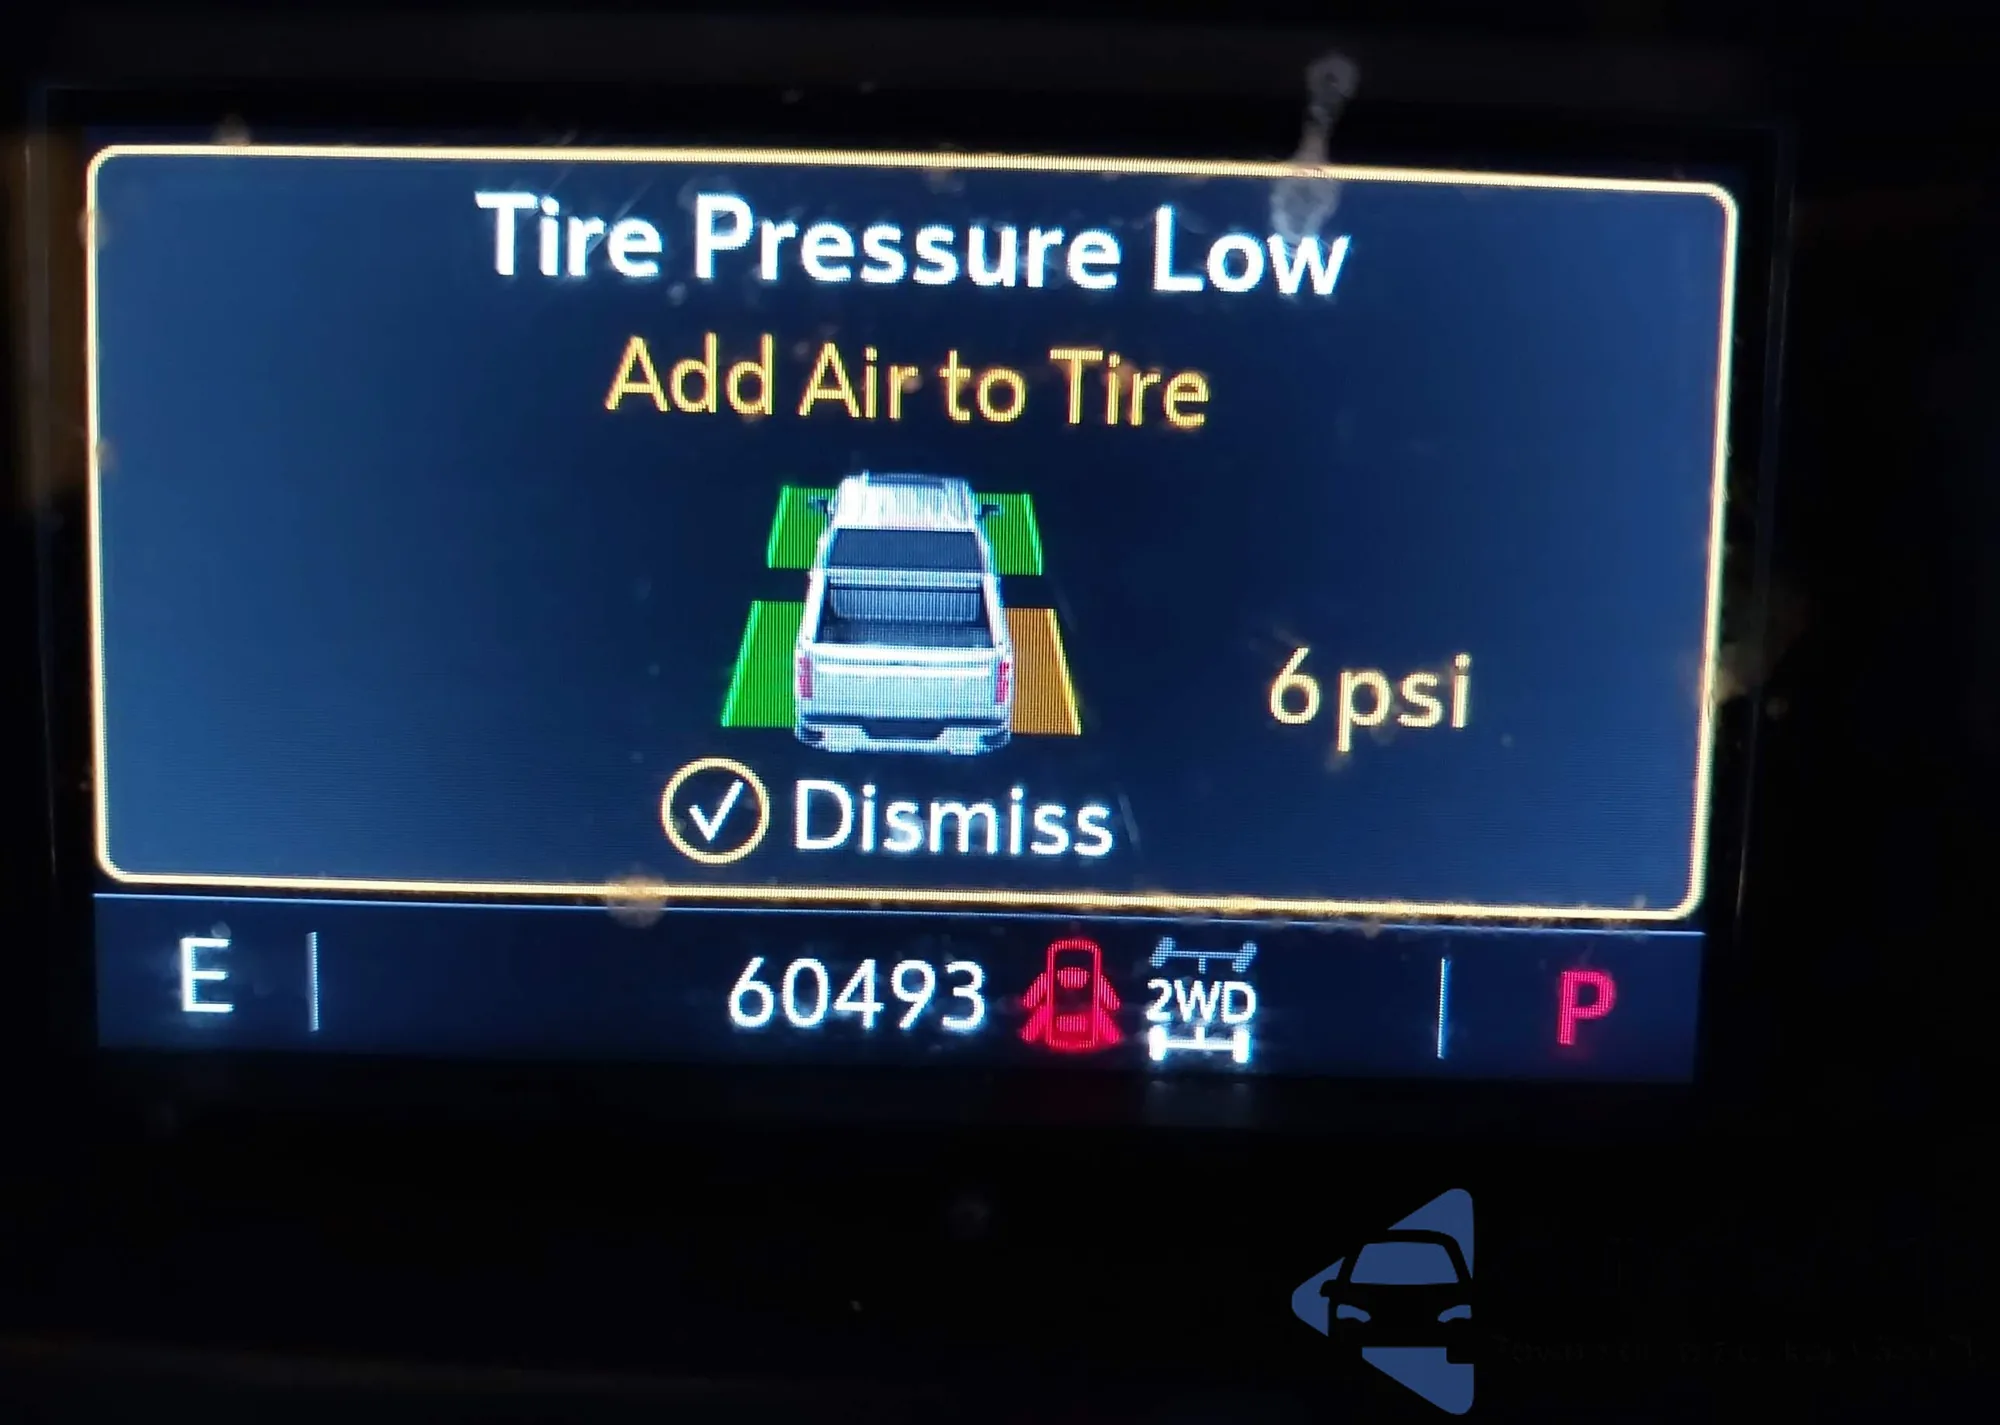 Tire Pressure Low
Add Air to Tire
6 psi
Dismiss
E 60493 2WD P